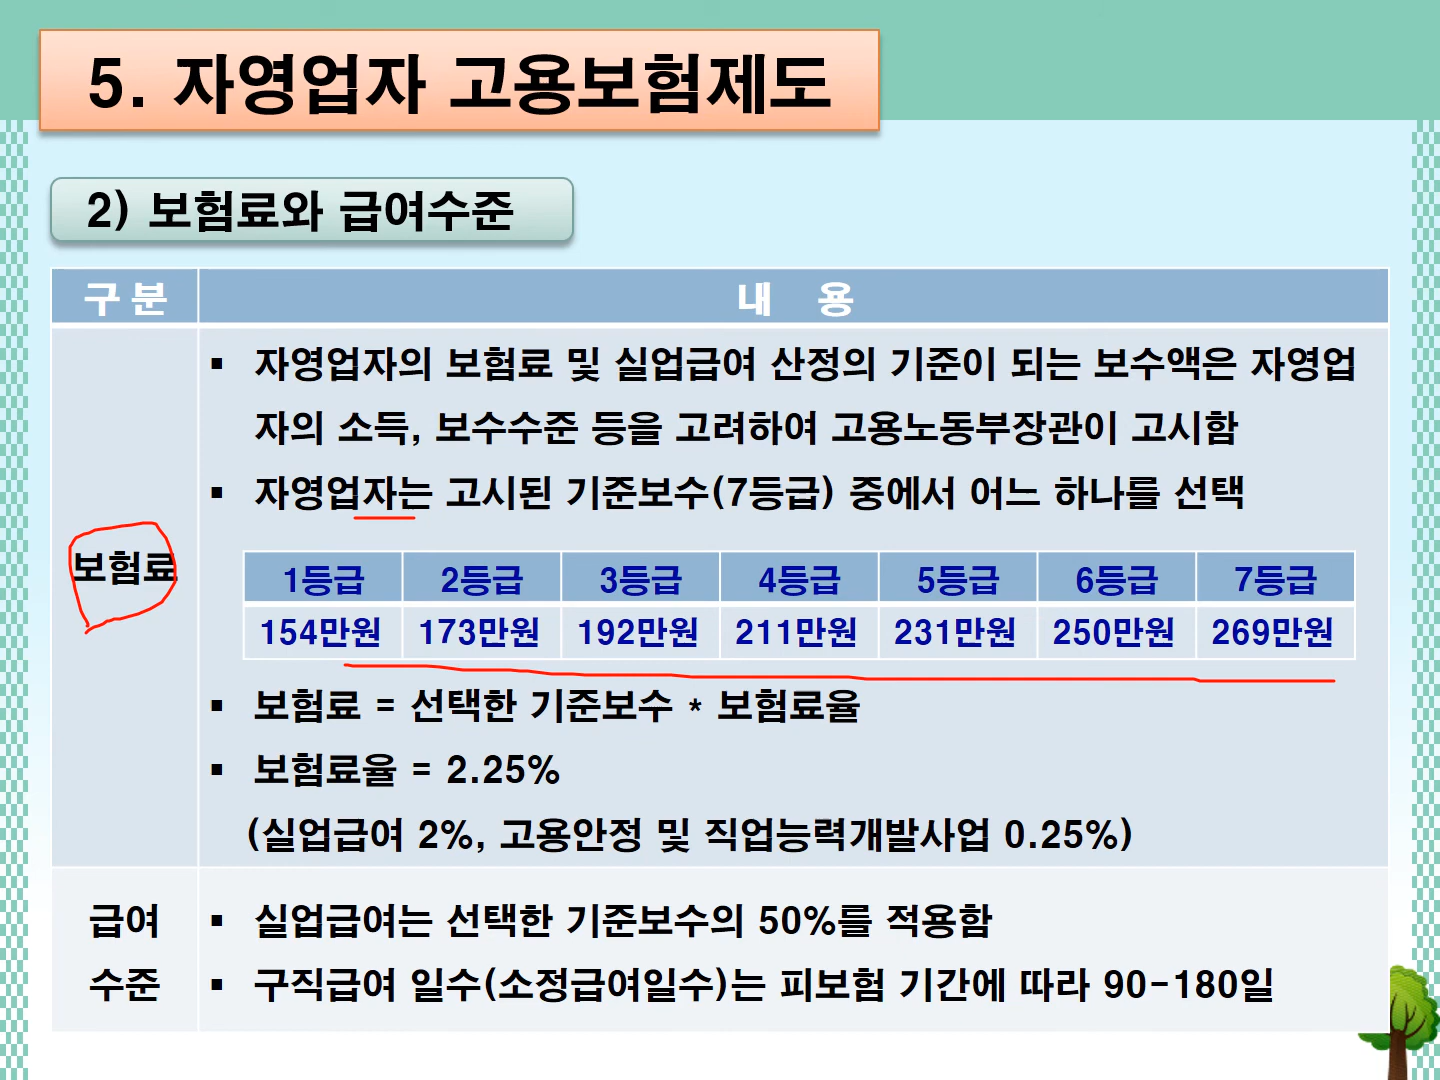 5. 자영업자 고용보험제도
2) 보험료와 급여수준
구 분 내 용
보험료
▪ 자영업자의 보험료 및 실업급여 산정의 기준이 되는 보수액은 자영업
자의 소득, 보수수준 등을 고려하여 고용노동부장관이 고시함
▪ 자영업자는 고시된 기준보수(7등급) 중에서 어느 하나를 선택
1등급 2등급 3등급 4등급 5등급 6등급 7등급
154만원 173만원 192만원 211만원 231만원 250만원 269만원
▪ 보험료 = 선택한 기준보수 * 보험료율
▪ 보험료율 = 2.25%
(실업급여 2%, 고용안정 및 직업능력개발사업 0.25%)
급여
수준
▪ 실업급여는 선택한 기준보수의 50%를 적용함
▪ 구직급여 일수(소정급여일수)는 피보험 기간에 따라 90-180일